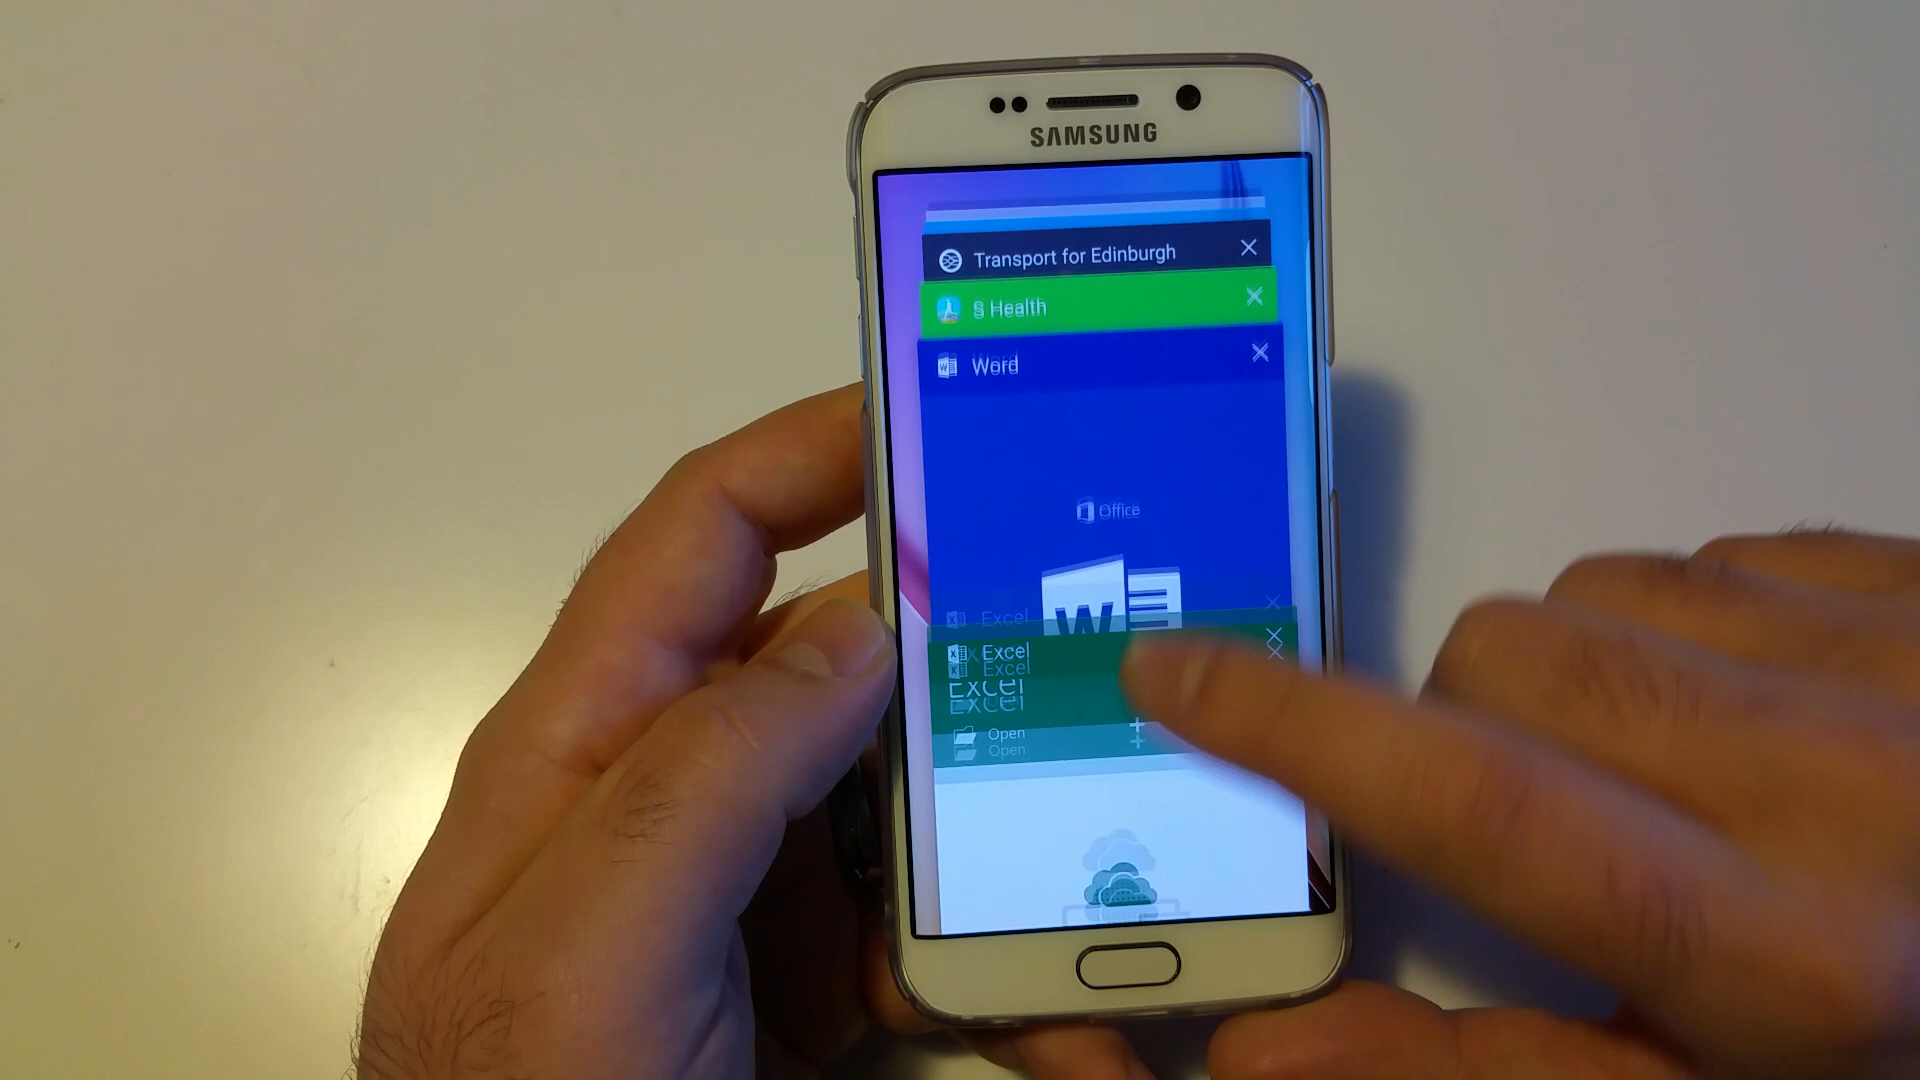 SAMSUNG
Transport for Edinburgh
S Health
Word
Office
W
Excel
Excel
Excel
Excel
Excel
Open
Open